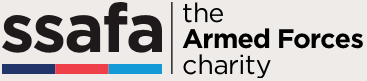 ssafa
the
Armed Forces
charity